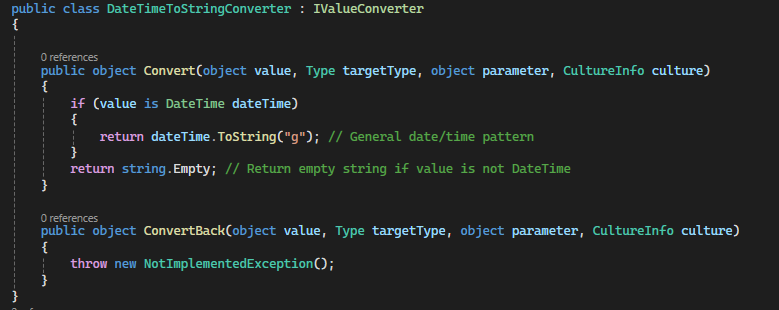 public class DateTimeToStringConverter : IValueConverter
{
0 references
public object Convert(object value, Type targetType, object parameter, CultureInfo culture)
{
if (value is DateTime dateTime)
{
return dateTime.ToString("g"); // General date/time pattern
}
return string.Empty; // Return empty string if value is not DateTime
}
0 references
public object ConvertBack(object value, Type targetType, object parameter, CultureInfo culture)
{
throw new NotImplementedException();
}
}